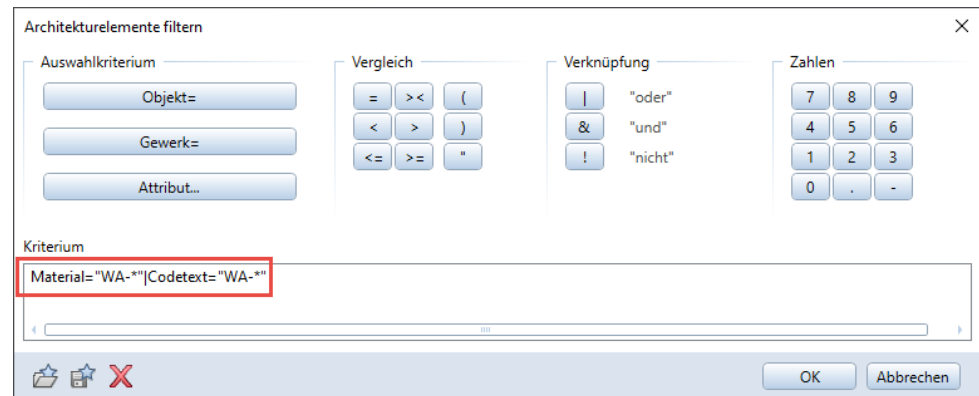 Architekturelemente filtern
Auswahlkriterium Vergleich Verknüpfung Zahlen
Objekt= = >< ( | "oder" 7 8 9
Gewerk= < > ) & "und" 4 5 6
Attribut... <= >= " ! "nicht" 1 2 3
0 . -
Kriterium
Material="WA-*"|Codetext="WA-*"
OK Abbrechen